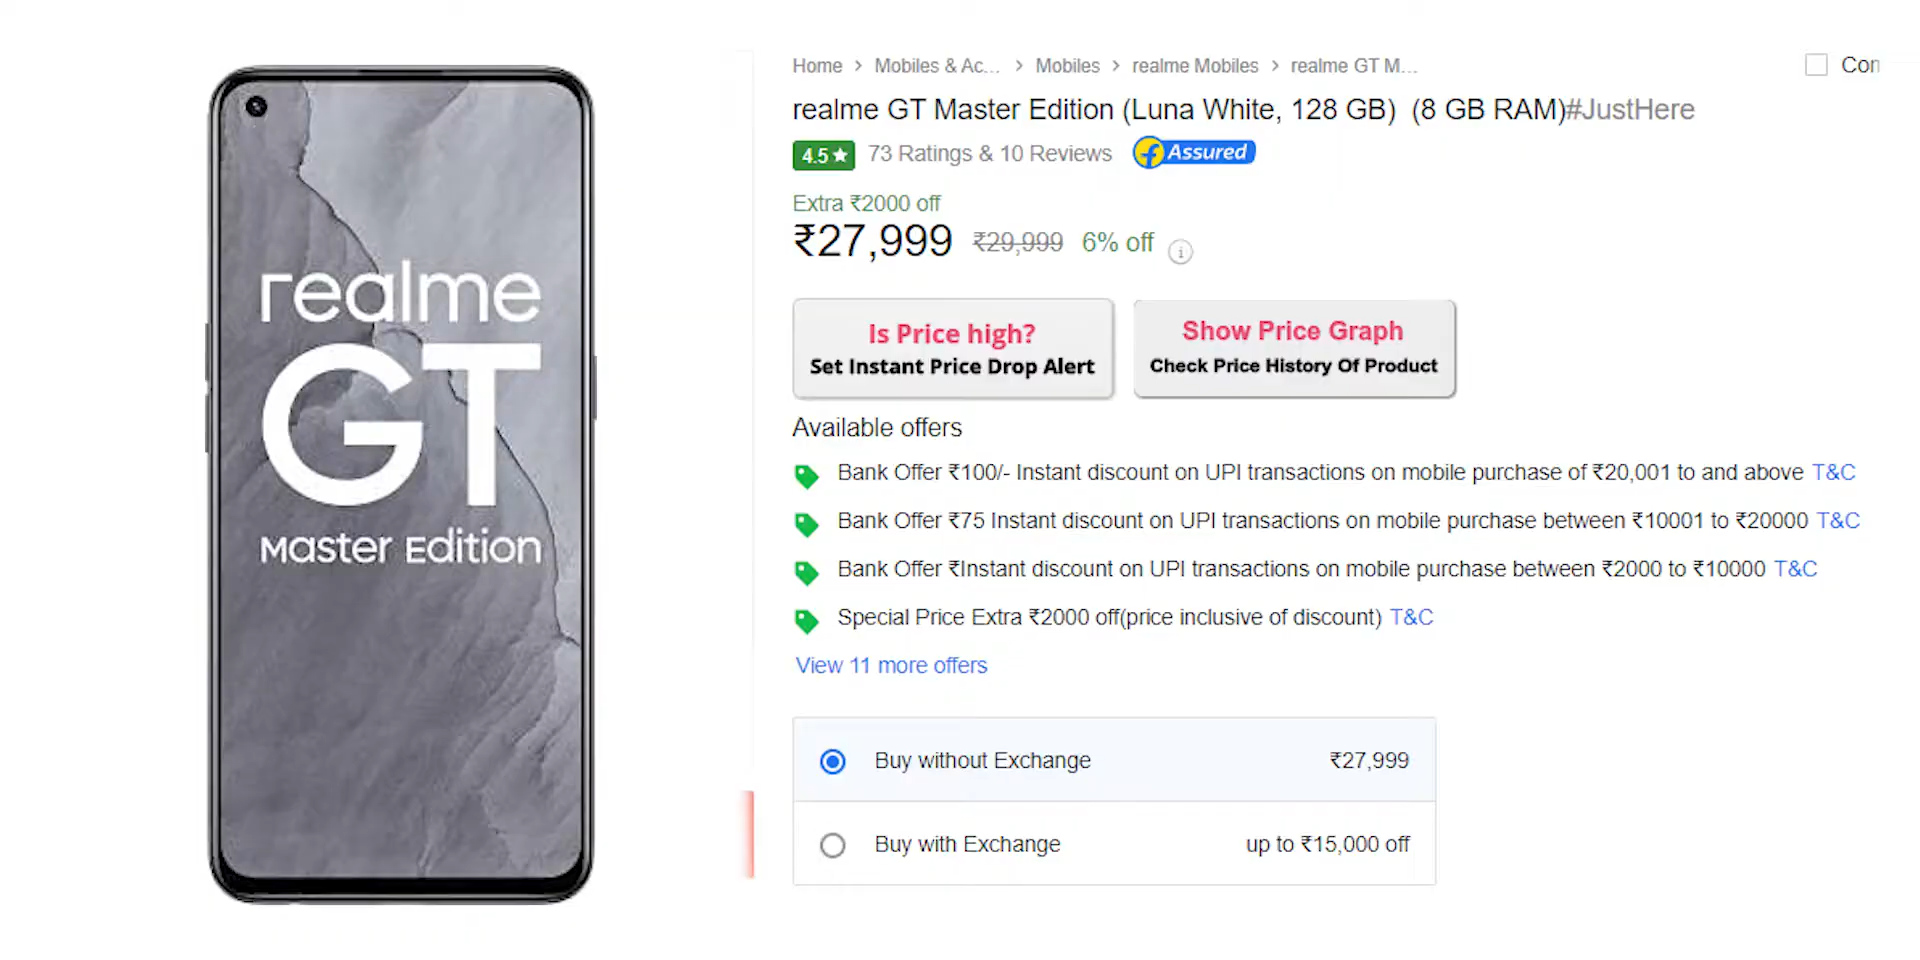 realme
GT
Master Edition
Home > Mobiles & Ac... > Mobiles > realme Mobiles > realme GT M...
Con
realme GT Master Edition (Luna White, 128 GB) (8 GB RAM)#JustHere
4.5★ 73 Ratings & 10 Reviews f Assured
Extra ₹2000 off
₹27,999 ₹29,999 6% off i
Is Price high?
Set Instant Price Drop Alert
Show Price Graph
Check Price History Of Product
Available offers
Bank Offer ₹100/- Instant discount on UPI transactions on mobile purchase of ₹20,001 to and above T&C
Bank Offer ₹75 Instant discount on UPI transactions on mobile purchase between ₹10001 to ₹20000 T&C
Bank Offer ₹Instant discount on UPI transactions on mobile purchase between ₹2000 to ₹10000 T&C
Special Price Extra ₹2000 off(price inclusive of discount) T&C
View 11 more offers
Buy without Exchange ₹27,999
Buy with Exchange up to ₹15,000 off